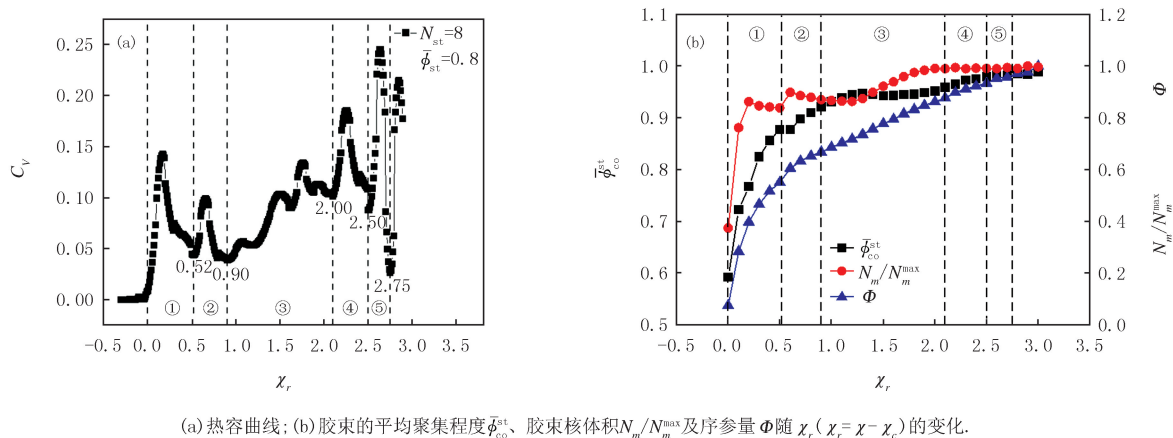 (a)
N_st=8
ϕ̄_st=0.8
0.25
0.20
0.15
0.10
0.05
0.00
C_V
0.52
0.90
2.00
2.50
2.75
① ② ③ ④ ⑤
-0.5 0.0 0.5 1.0 1.5 2.0 2.5 3.0 3.5
χ_r
(b)
① ② ③ ④ ⑤
1.1
1.0
0.9
0.8
0.7
0.6
0.5
ϕ̄_co^st
1.2
1.0
0.8
0.6
0.4
0.2
0.0
Φ
N_m/N_m^max
ϕ̄_co^st
N_m/N_m^max
Φ
-0.5 0.0 0.5 1.0 1.5 2.0 2.5 3.0 3.5
χ_r
(a)热容曲线;(b)胶束的平均聚集程度ϕ̄_co^st、胶束核体积N_m/N_m^max及序参量Φ随χ_r(χ_r=χ-χ_c)的变化.